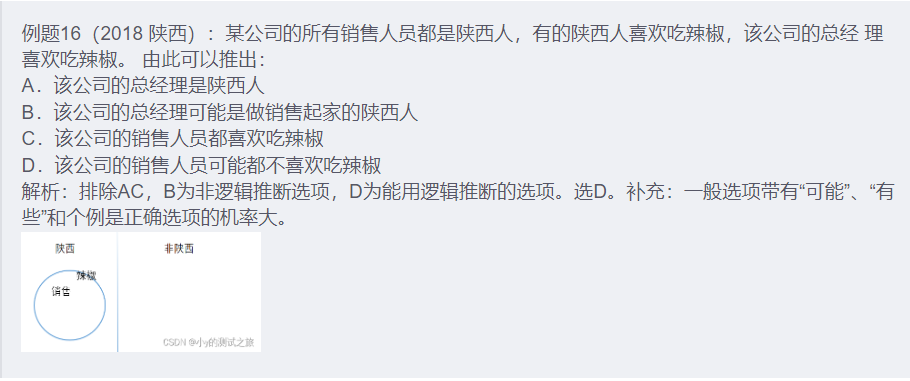 例题16（2018 陕西）：某公司的所有销售人员都是陕西人，有的陕西人喜欢吃辣椒，该公司的总经 理
喜欢吃辣椒。 由此可以推出：
A．该公司的总经理是陕西人
B．该公司的总经理可能是做销售起家的陕西人
C．该公司的销售人员都喜欢吃辣椒
D．该公司的销售人员可能都不喜欢吃辣椒
解析：排除AC，B为非逻辑推断选项，D为能用逻辑推断的选项。选D。补充：一般选项带有“可能”、“有
些”和个例是正确选项的机率大。
陕西 非陕西
辣椒
销售
CSDN @小y的测试之旅